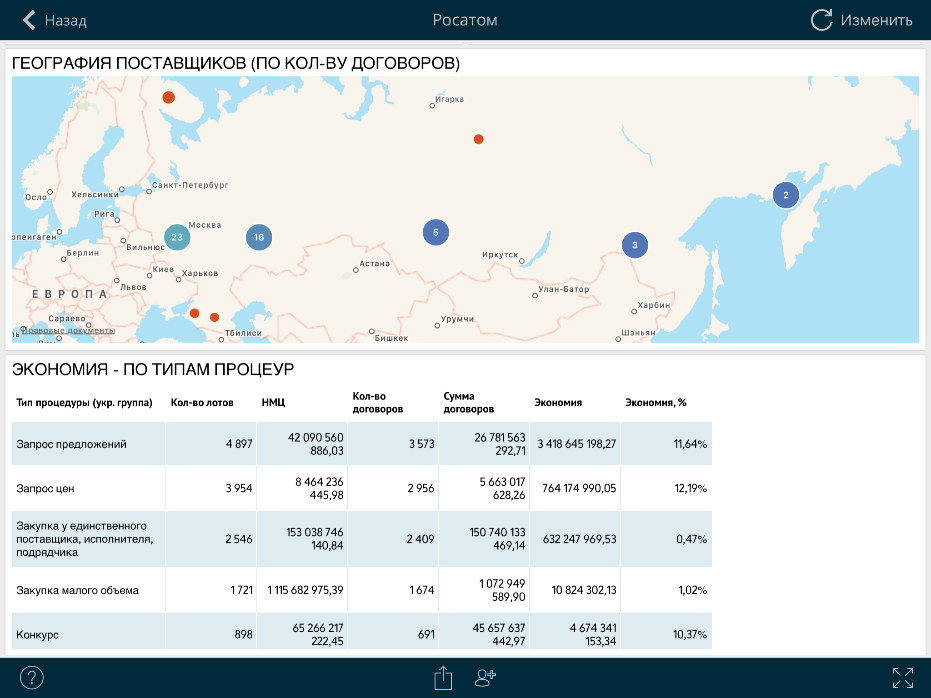 Назад
Росатом
Изменить
ГЕОГРАФИЯ ПОСТАВЩИКОВ (ПО КОЛ-ВУ ДОГОВОРОВ)
Игарка
Санкт-Петербург
Хельсинки
Осло
Рига
Москва
2
23
16
5
3
Вильнюс
Берлин
Иркутск
Астана
Киев
Харьков
Львов
ЕВРОПА
Улан-Батор
Харбин
Сараево
Урумчи
Правовые документы
Тбилиси
Бишкек
Шэньян
ЭКОНОМИЯ - ПО ТИПАМ ПРОЦЕУР
Тип процедуры (укр. группа) Кол-во лотов НМЦ Кол-во договоров Сумма договоров Экономия Экономия, %
Запрос предложений 4 897 42 090 560 886,03 3 573 26 781 563 292,71 3 418 645 198,27 11,64%
Запрос цен 3 954 8 464 236 445,98 2 956 5 663 017 628,26 764 174 990,05 12,19%
Закупка у единственного поставщика, исполнителя, подрядчика 2 546 153 038 746 140,84 2 409 150 740 133 469,14 632 247 969,53 0,47%
Закупка малого объема 1 721 1 115 682 975,39 1 674 1 072 949 589,90 10 824 302,13 1,02%
Конкурс 898 65 266 217 222,45 691 45 657 637 442,97 4 674 341 153,34 10,37%
?